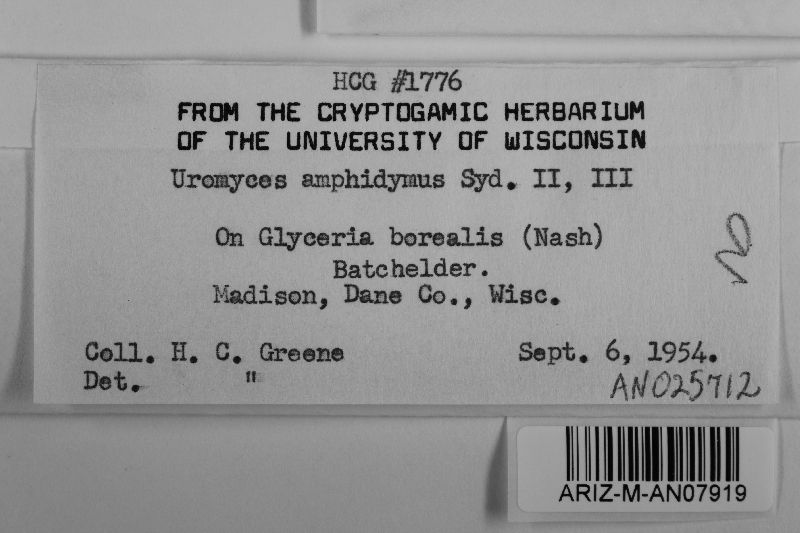 HCG #1776
FROM THE CRYPTOGAMIC HERBARIUM
OF THE UNIVERSITY OF WISCONSIN
Uromyces amphidymus Syd. II, III
On Glyceria borealis (Nash)
Batchelder.
Madison, Dane Co., Wisc.
Coll. H. C. Greene Sept. 6, 1954.
Det. "
AN025712
ARIZ-M-AN07919